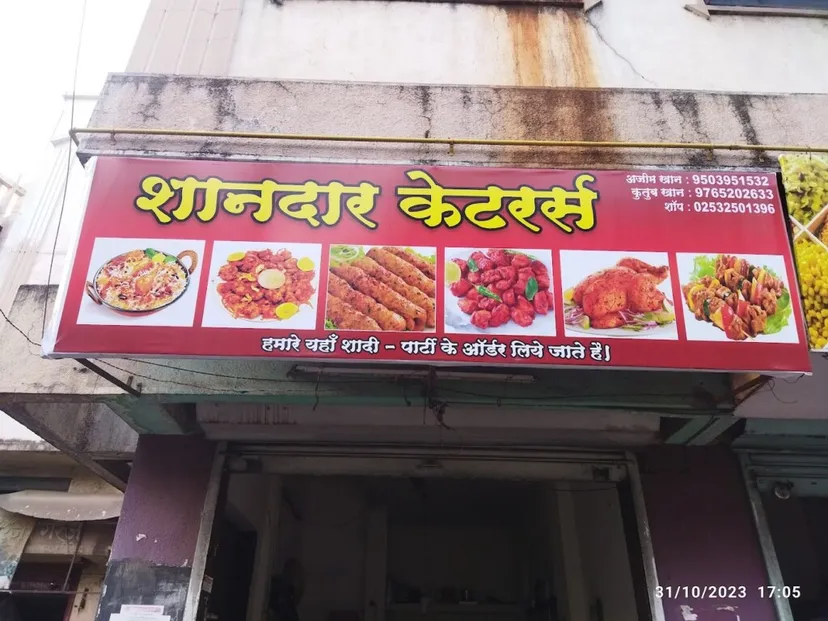 शानदार केटरर्स
अजीम खान : 9503951532
कुतुब खान : 9765202633
शॉप : 02532501396
हमारे यहाँ शादी - पार्टी के ऑर्डर लिये जाते है।
31/10/2023 17:05